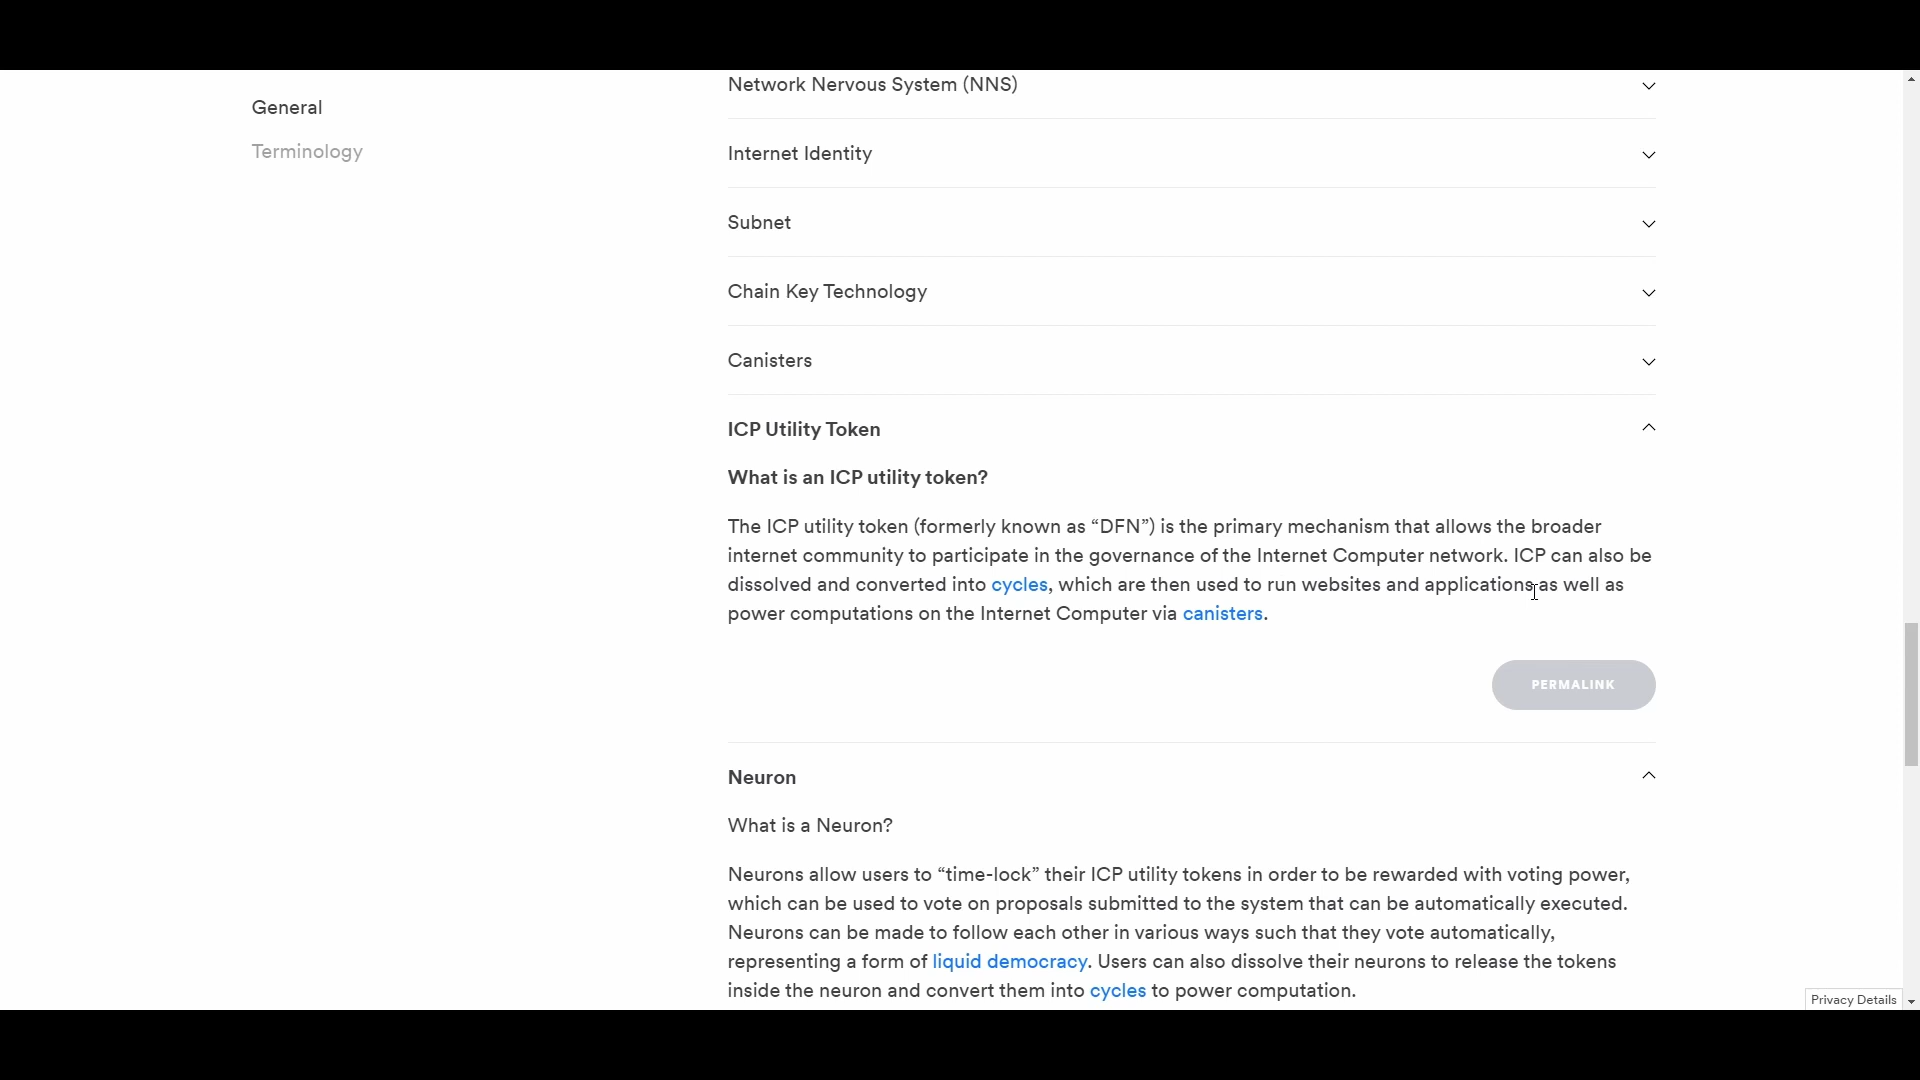 General
Terminology
Network Nervous System (NNS)
Internet Identity
Subnet
Chain Key Technology
Canisters
ICP Utility Token
What is an ICP utility token?
The ICP utility token (formerly known as “DFN”) is the primary mechanism that allows the broader
internet community to participate in the governance of the Internet Computer network. ICP can also be
dissolved and converted into cycles, which are then used to run websites and applications as well as
power computations on the Internet Computer via canisters.
PERMALINK
Neuron
What is a Neuron?
Neurons allow users to “time-lock” their ICP utility tokens in order to be rewarded with voting power,
which can be used to vote on proposals submitted to the system that can be automatically executed.
Neurons can be made to follow each other in various ways such that they vote automatically,
representing a form of liquid democracy. Users can also dissolve their neurons to release the tokens
inside the neuron and convert them into cycles to power computation.
Privacy Details